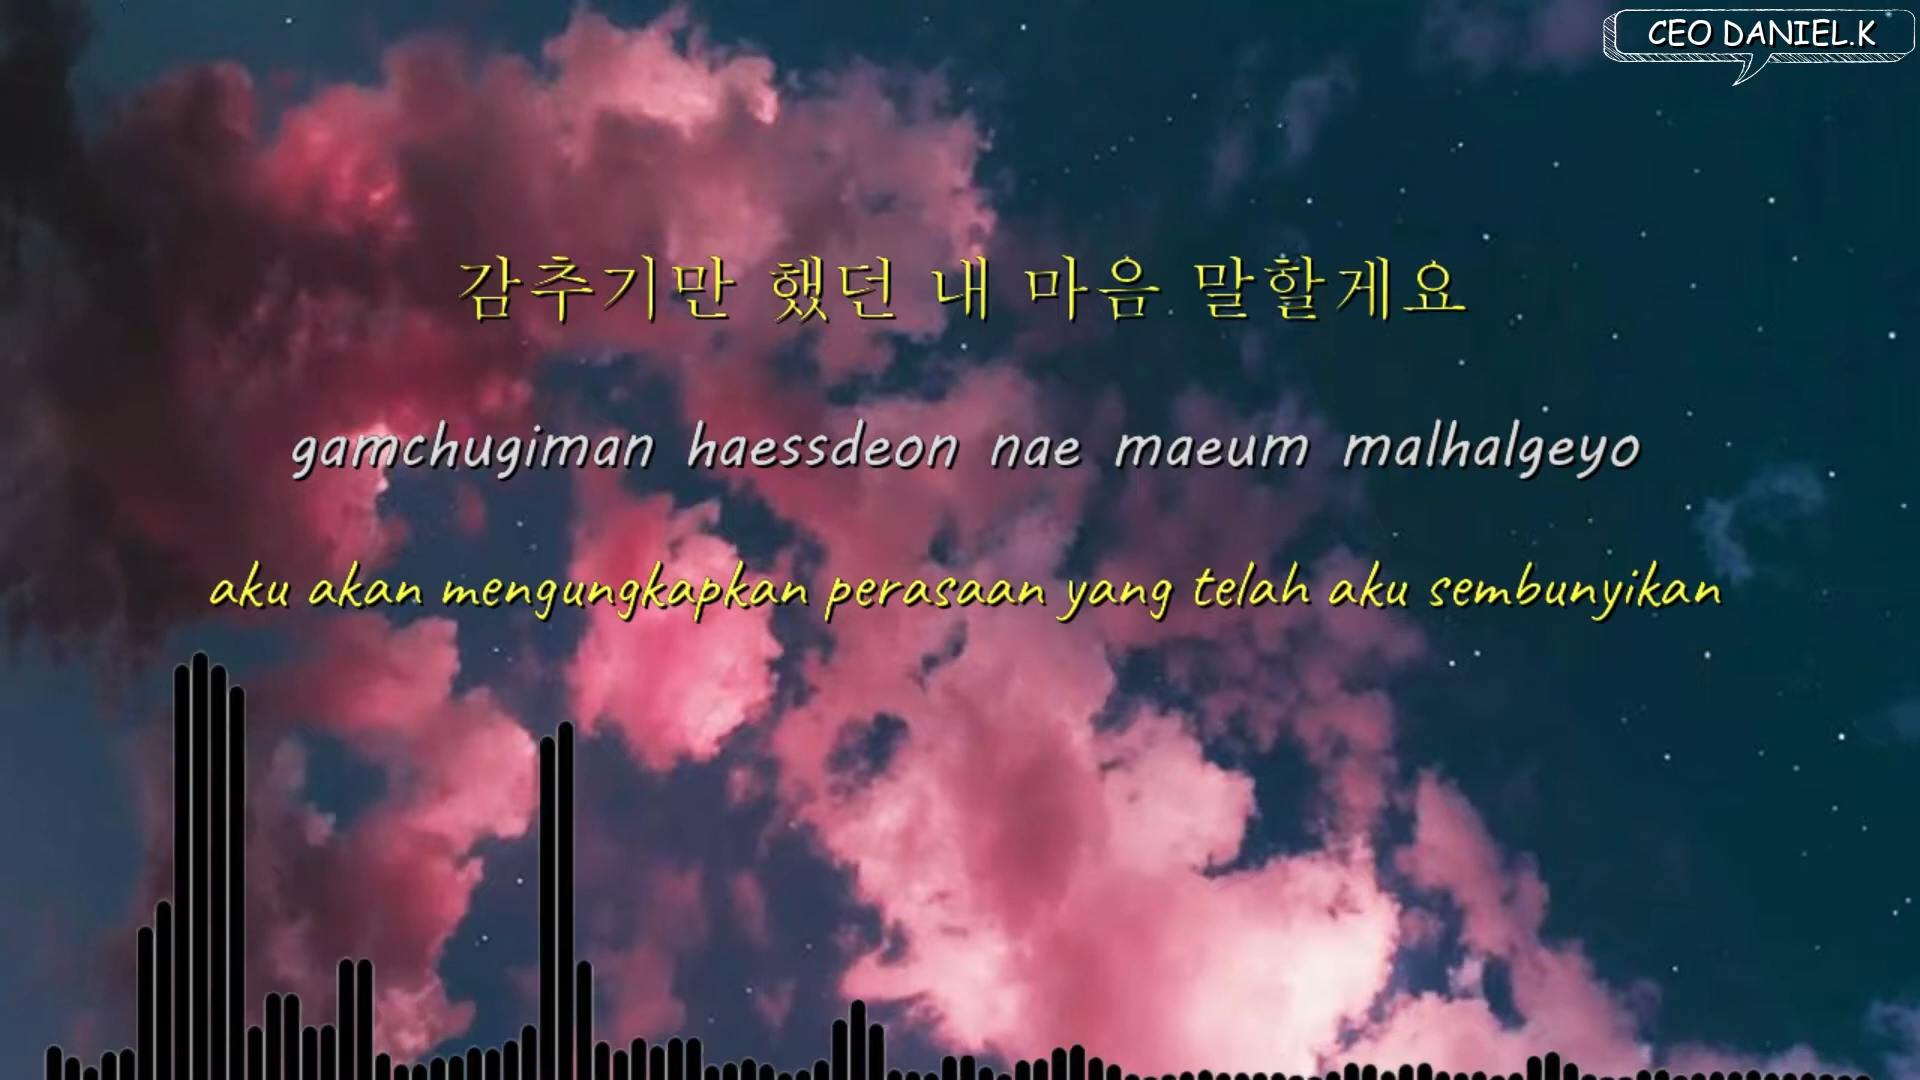 CEO DANIEL.K
감추기만 했던 내 마음 말할게요
gamchugiman haessdeon nae maeum malhalgeyo
aku akan mengungkapkan perasaan yang telah aku sembunyikan